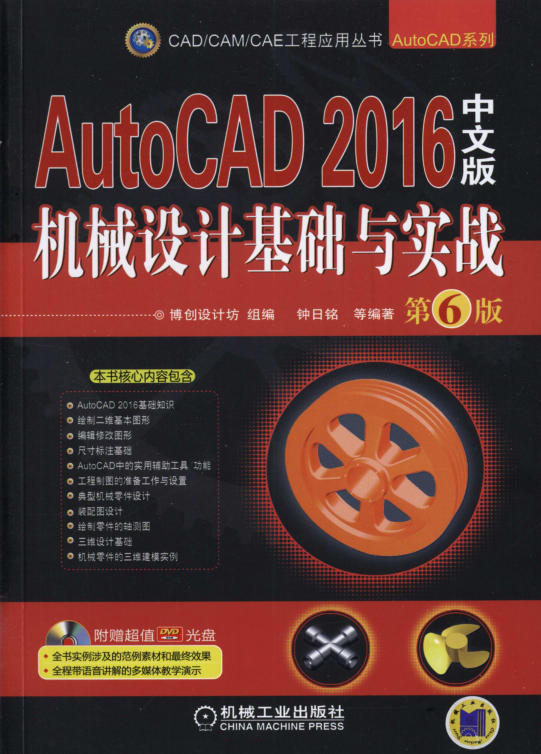 CAD/CAM/CAE工程应用丛书
AutoCAD系列
AutoCAD 2016
中文版
机械设计基础与实战
博创设计坊 组编 钟日铭 等编著
第6版
本书核心内容包含
AutoCAD 2016基础知识
绘制二维基本图形
编辑修改图形
尺寸标注基础
AutoCAD中的实用辅助工具 功能
工程制图的准备工作与设置
典型机械零件设计
装配图设计
绘制零件的轴测图
三维设计基础
机械零件的三维建模实例
附赠超值 DVD 光盘
全书实例涉及的范例素材和最终效果
全程带语音讲解的多媒体教学演示
机械工业出版社
CHINA MACHINE PRESS